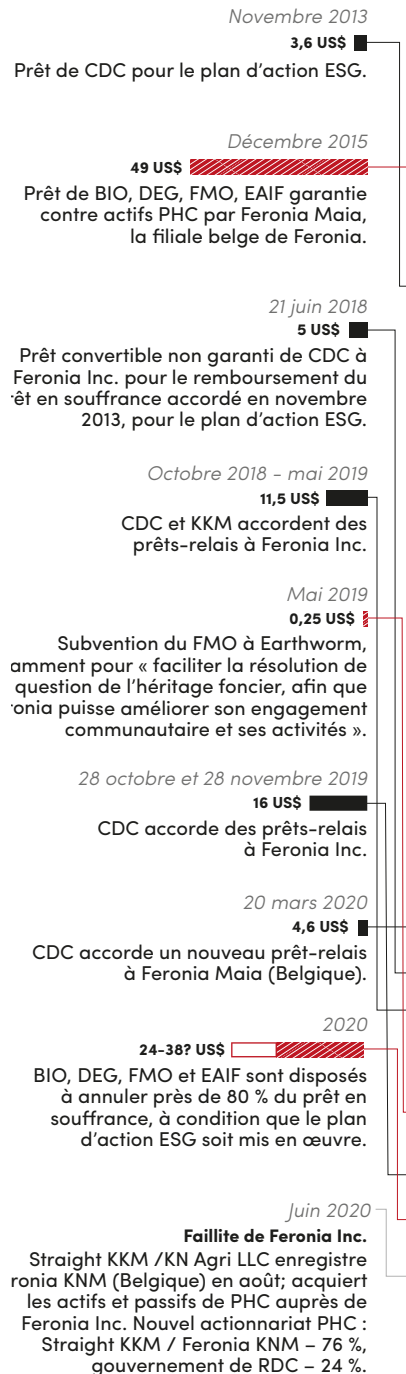 Novembre 2013
3,6 US$
Prêt de CDC pour le plan d'action ESG.
Décembre 2015
49 US$
Prêt de BIO, DEG, FMO, EAIF garantie
contre actifs PHC par Feronia Maia,
la filiale belge de Feronia.
21 juin 2018
5 US$
Prêt convertible non garanti de CDC à
Feronia Inc. pour le remboursement du
êt en souffrance accordé en novembre
2013, pour le plan d'action ESG.
Octobre 2018 - mai 2019
11,5 US$
CDC et KKM accordent des
prêts-relais à Feronia Inc.
Mai 2019
0,25 US$
Subvention du FMO à Earthworm,
amment pour « faciliter la résolution de
question de l'héritage foncier, afin que
onia puisse améliorer son engagement
communautaire et ses activités ».
28 octobre et 28 novembre 2019
16 US$
CDC accorde des prêts-relais
à Feronia Inc.
20 mars 2020
4,6 US$
CDC accorde un nouveau prêt-relais
à Feronia Maia (Belgique).
2020
24-38? US$
BIO, DEG, FMO et EAIF sont disposés
à annuler près de 80 % du prêt en
souffrance, à condition que le plan
d'action ESG soit mis en œuvre.
Juin 2020
Faillite de Feronia Inc.
Straight KKM /KN Agri LLC enregistre
ronia KNM (Belgique) en août; acquiert
les actifs et passifs de PHC auprès de
Feronia Inc. Nouvel actionnariat PHC :
Straight KKM / Feronia KNM – 76 %,
gouvernement de RDC – 24 %.